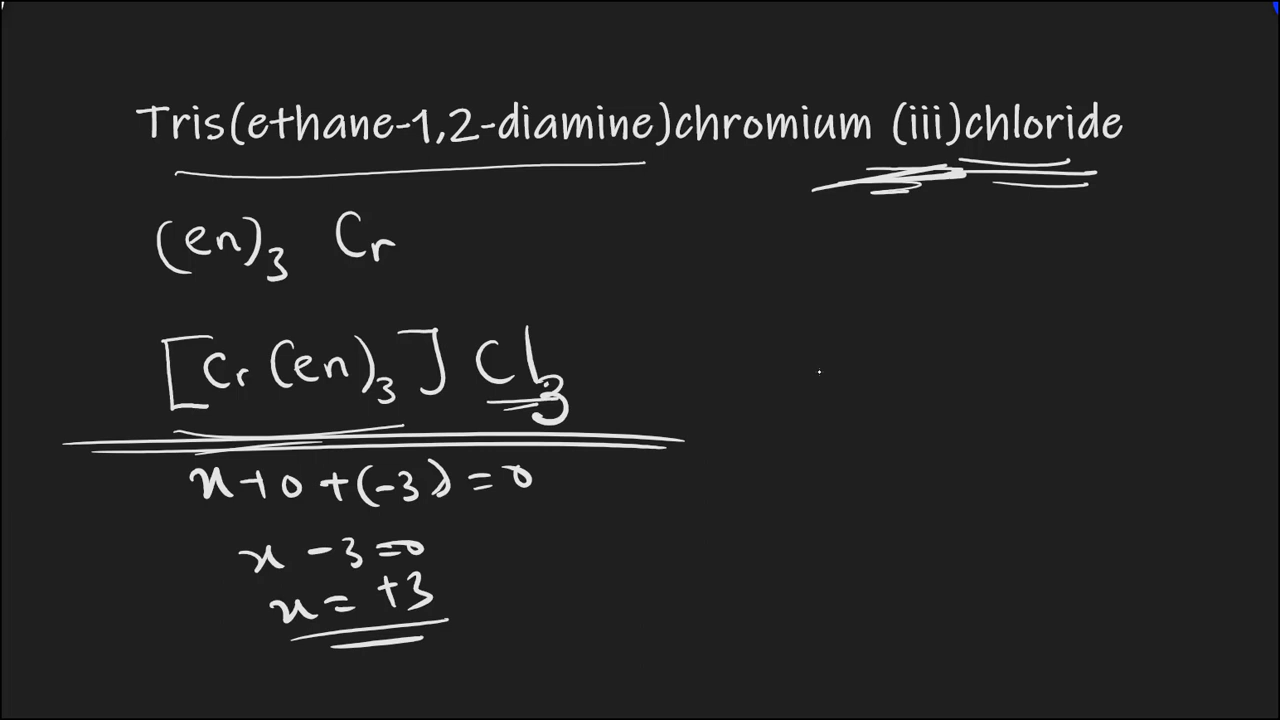 Tris(ethane-1,2-diamine)chromium (iii)chloride
(en)₃ Cr
[Cr(en)₃]Cl₃
x+0+(-3)=0
x-3=0
x=+3